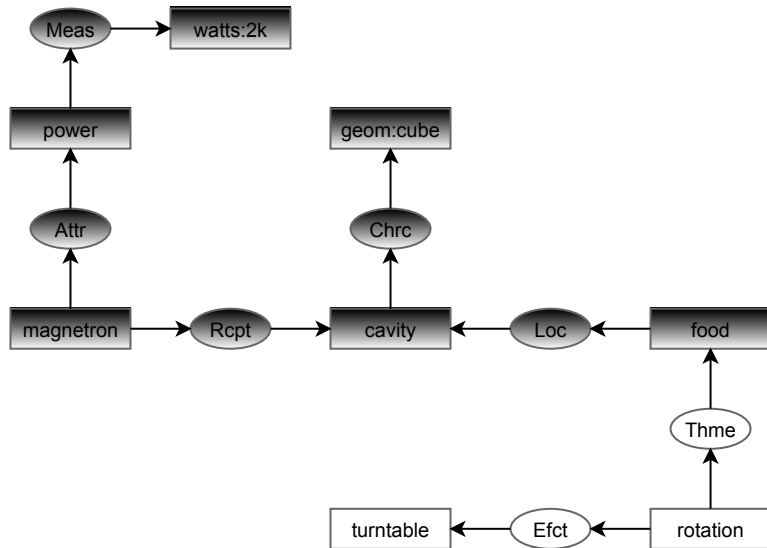 Meas
watts:2k
power
geom:cube
Attr
Chrc
magnetron
Rcpt
cavity
Loc
food
Thme
turntable
Efct
rotation